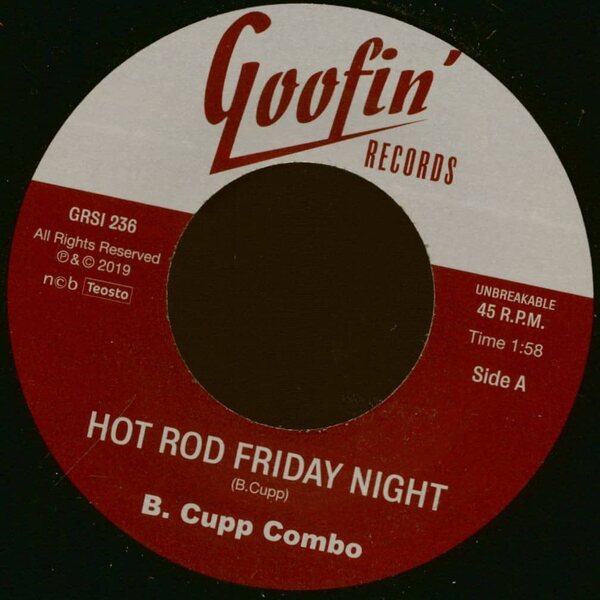 Goofin'
RECORDS
GRSI 236
All Rights Reserved
℗ & © 2019
n©b Teosto
UNBREAKABLE
45 R.P.M.
Time 1:58
Side A
HOT ROD FRIDAY NIGHT
(B.Cupp)
B. Cupp Combo